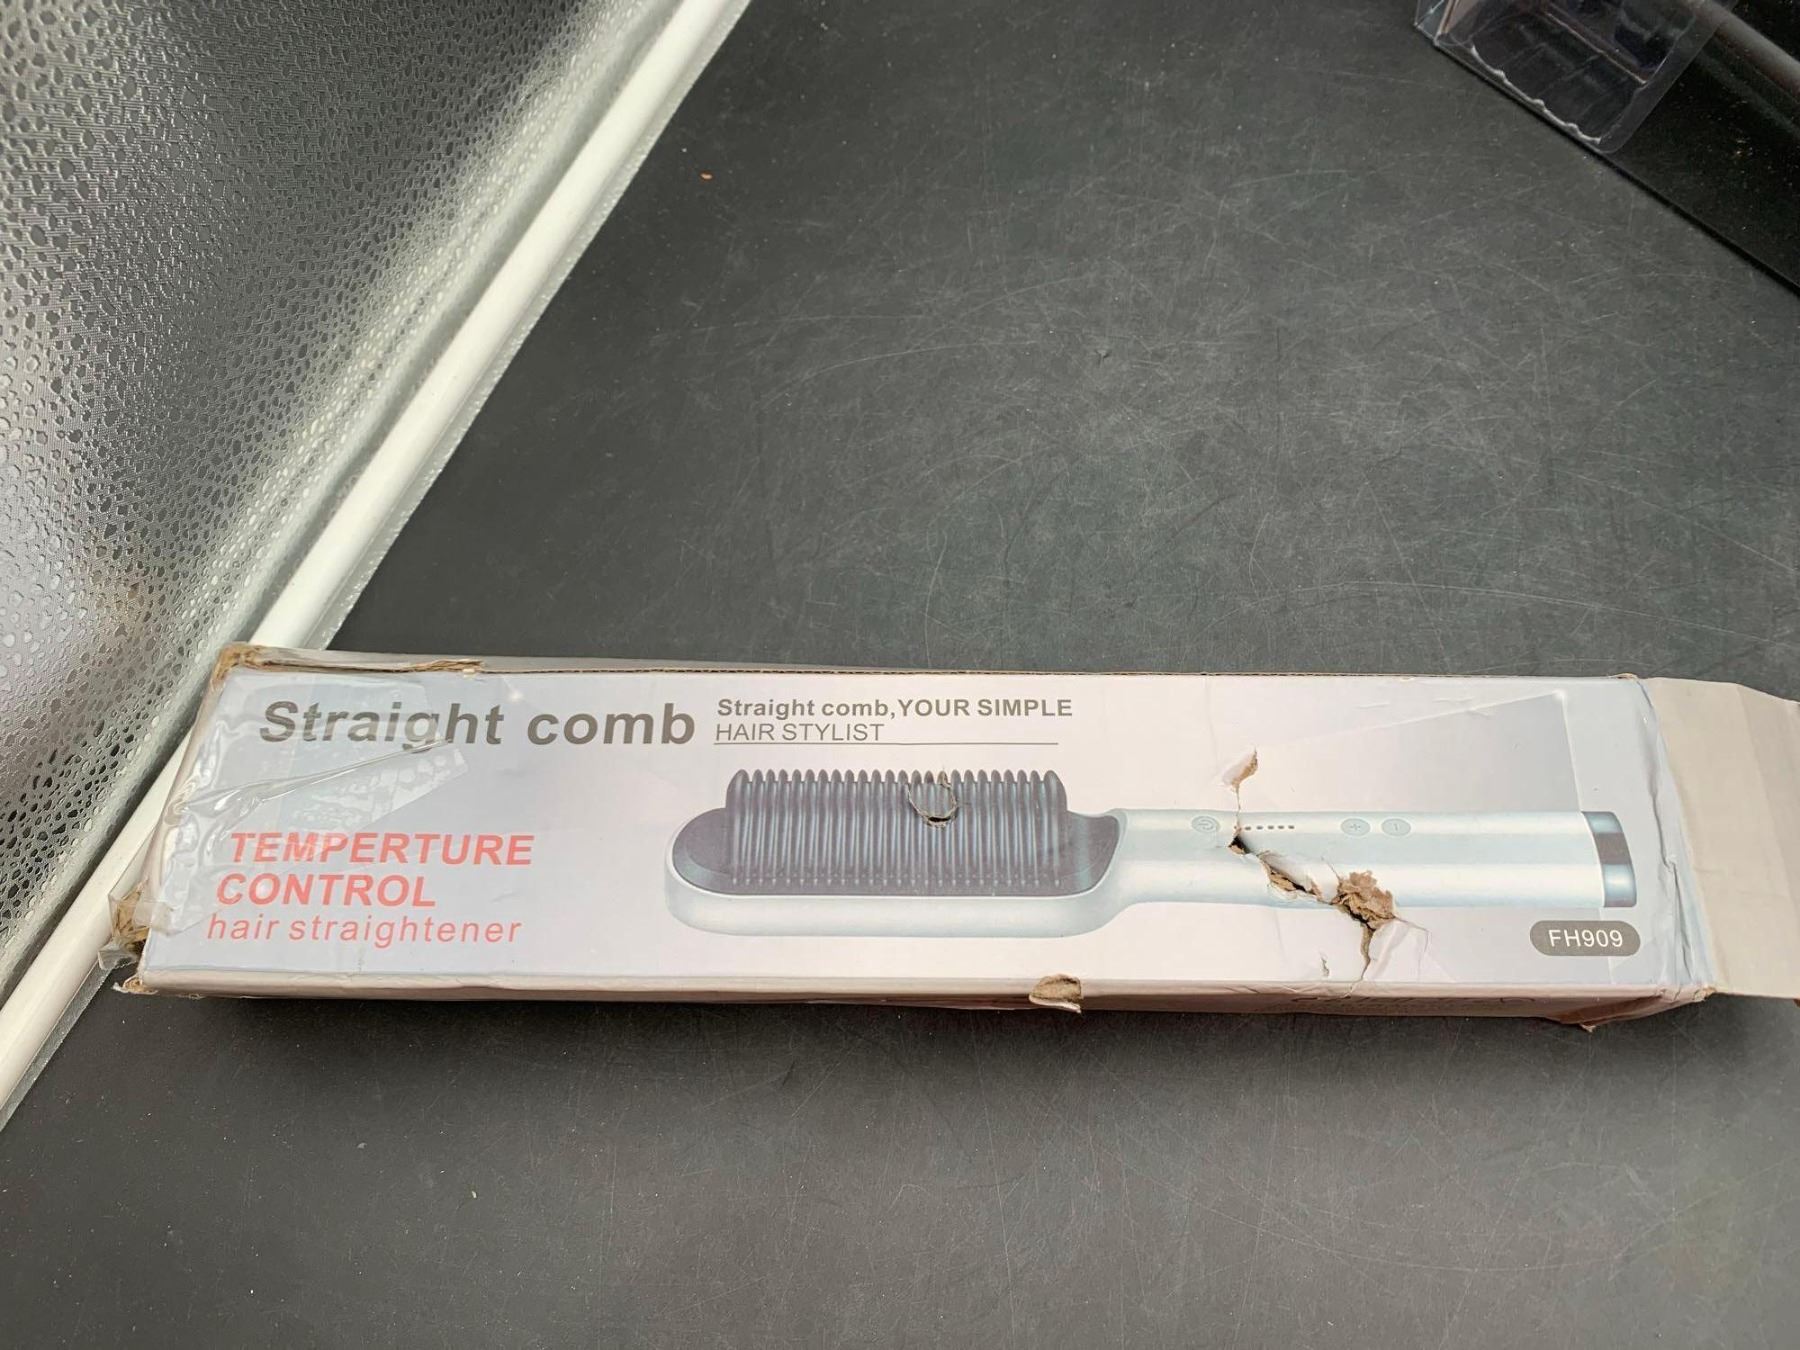 Straight comb
Straight comb,YOUR SIMPLE
HAIR STYLIST
TEMPERTURE
CONTROL
hair straightener
FH909